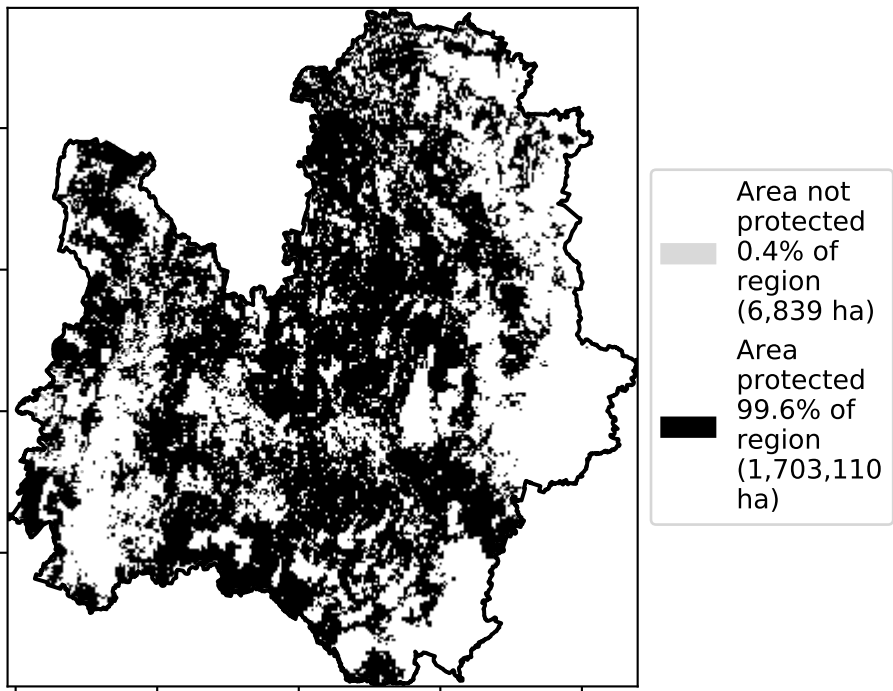 Area not
protected
0.4% of
region
(6,839 ha)
Area
protected
99.6% of
region
(1,703,110
ha)